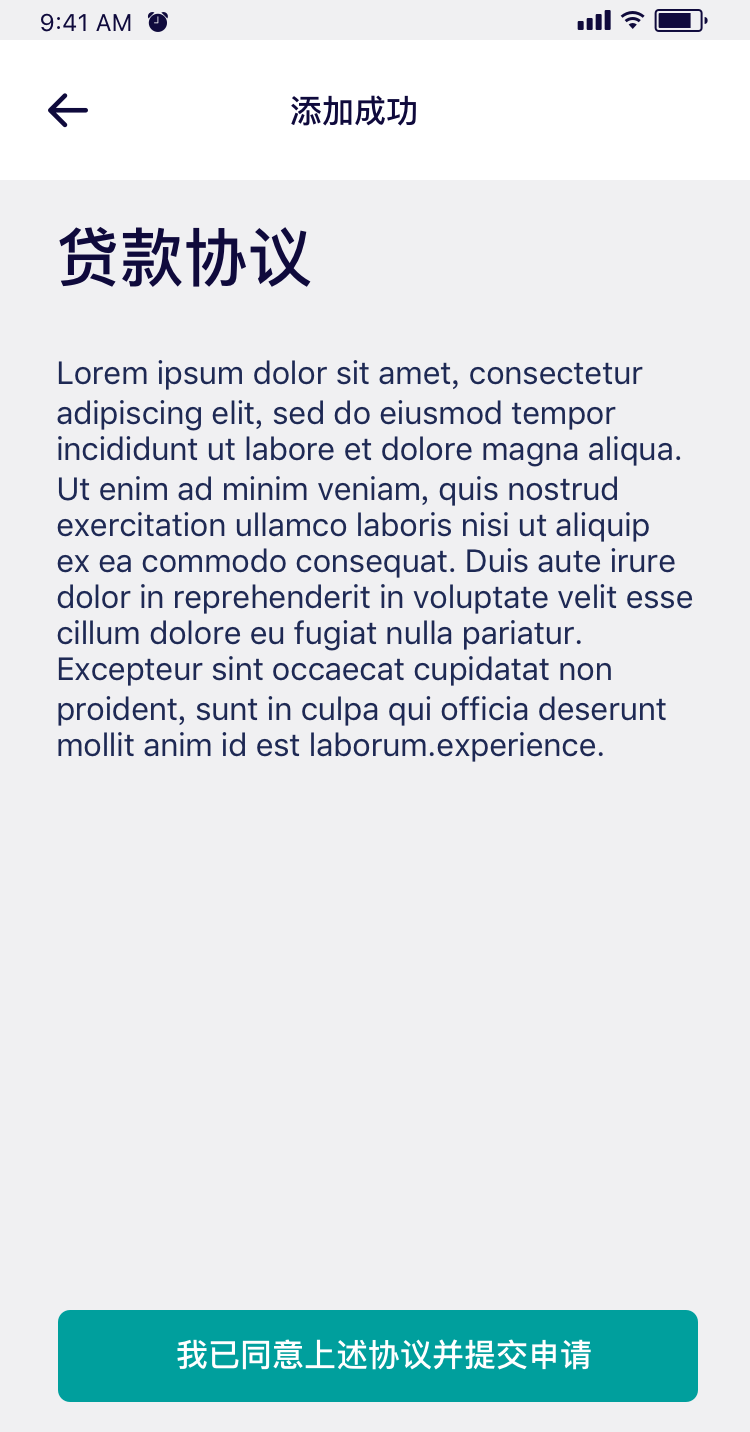 9:41 AM
添加成功
贷款协议
Lorem ipsum dolor sit amet, consectetur
adipiscing elit, sed do eiusmod tempor
incididunt ut labore et dolore magna aliqua.
Ut enim ad minim veniam, quis nostrud
exercitation ullamco laboris nisi ut aliquip
ex ea commodo consequat. Duis aute irure
dolor in reprehenderit in voluptate velit esse
cillum dolore eu fugiat nulla pariatur.
Excepteur sint occaecat cupidatat non
proident, sunt in culpa qui officia deserunt
mollit anim id est laborum.experience.
我已同意上述协议并提交申请